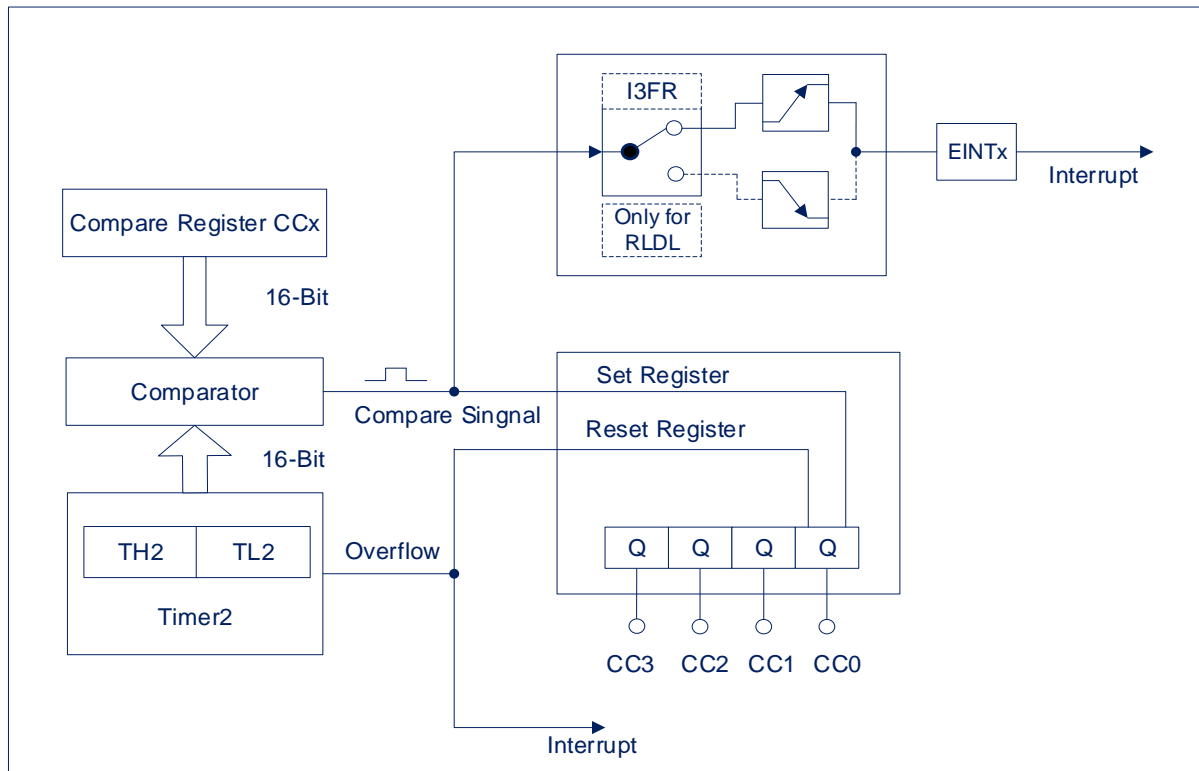 I3FR
Only for
RLDL
EINTx
Interrupt
Compare Register CCx
16-Bit
Comparator
Compare Singnal
Set Register
Reset Register
16-Bit
TH2
TL2
Timer2
Overflow
Q
Q
Q
Q
CC3
CC2
CC1
CC0
Interrupt